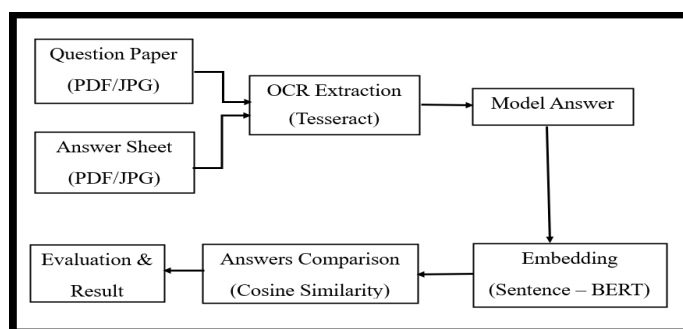 Question Paper
(PDF/JPG)
OCR Extraction
(Tesseract)
Model Answer
Answer Sheet
(PDF/JPG)
Evaluation &
Result
Answers Comparison
(Cosine Similarity)
Embedding
(Sentence – BERT)